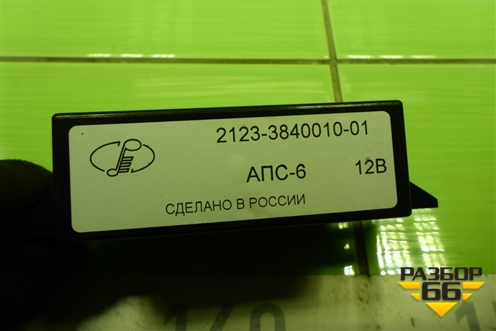 2123-3840010-01
АПС-6 12В
СДЕЛАНО В РОССИИ
РАЗБОР
66